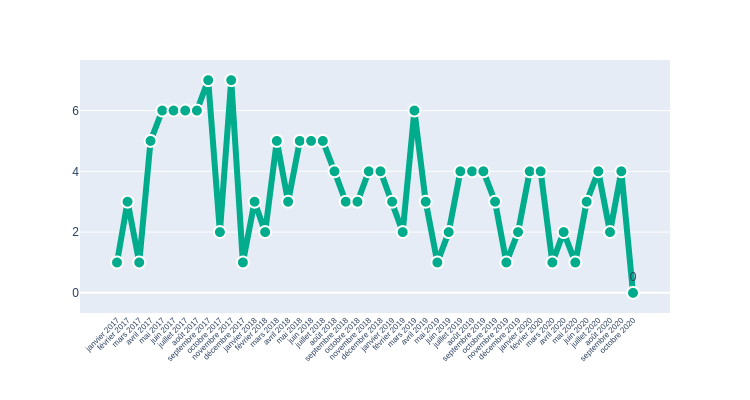 6
4
2
0
0
janvier 2017
février 2017
mars 2017
avril 2017
mai 2017
juin 2017
juillet 2017
août 2017
septembre 2017
octobre 2017
novembre 2017
décembre 2017
janvier 2018
février 2018
mars 2018
avril 2018
mai 2018
juin 2018
juillet 2018
août 2018
septembre 2018
octobre 2018
novembre 2018
décembre 2018
janvier 2019
février 2019
mars 2019
avril 2019
mai 2019
juin 2019
juillet 2019
août 2019
septembre 2019
octobre 2019
novembre 2019
décembre 2019
janvier 2020
février 2020
mars 2020
avril 2020
mai 2020
juin 2020
juillet 2020
août 2020
septembre 2020
octobre 2020